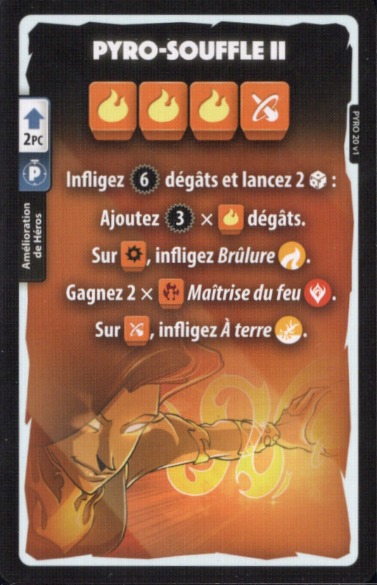 PYRO-SOUFFLE II
2PC
P
PYRO 20 v1
Amélioration
de Héros
Infligez 6 dégâts et lancez 2 :
Ajoutez 3 × dégâts.
Sur , infligez Brûlure .
Gagnez 2 × Maîtrise du feu .
Sur , infligez À terre .